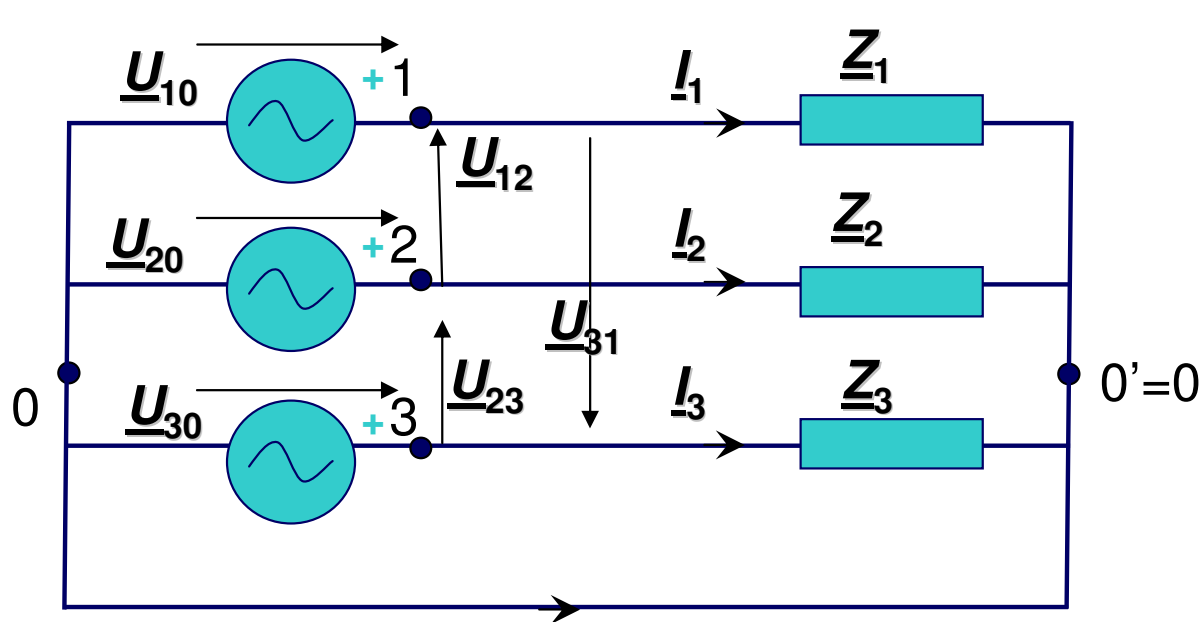 U10 + 1 I1 Z1
U12
U20 + 2 I2 Z2
U31
0 U30 + 3 U23 I3 Z3 0'=0